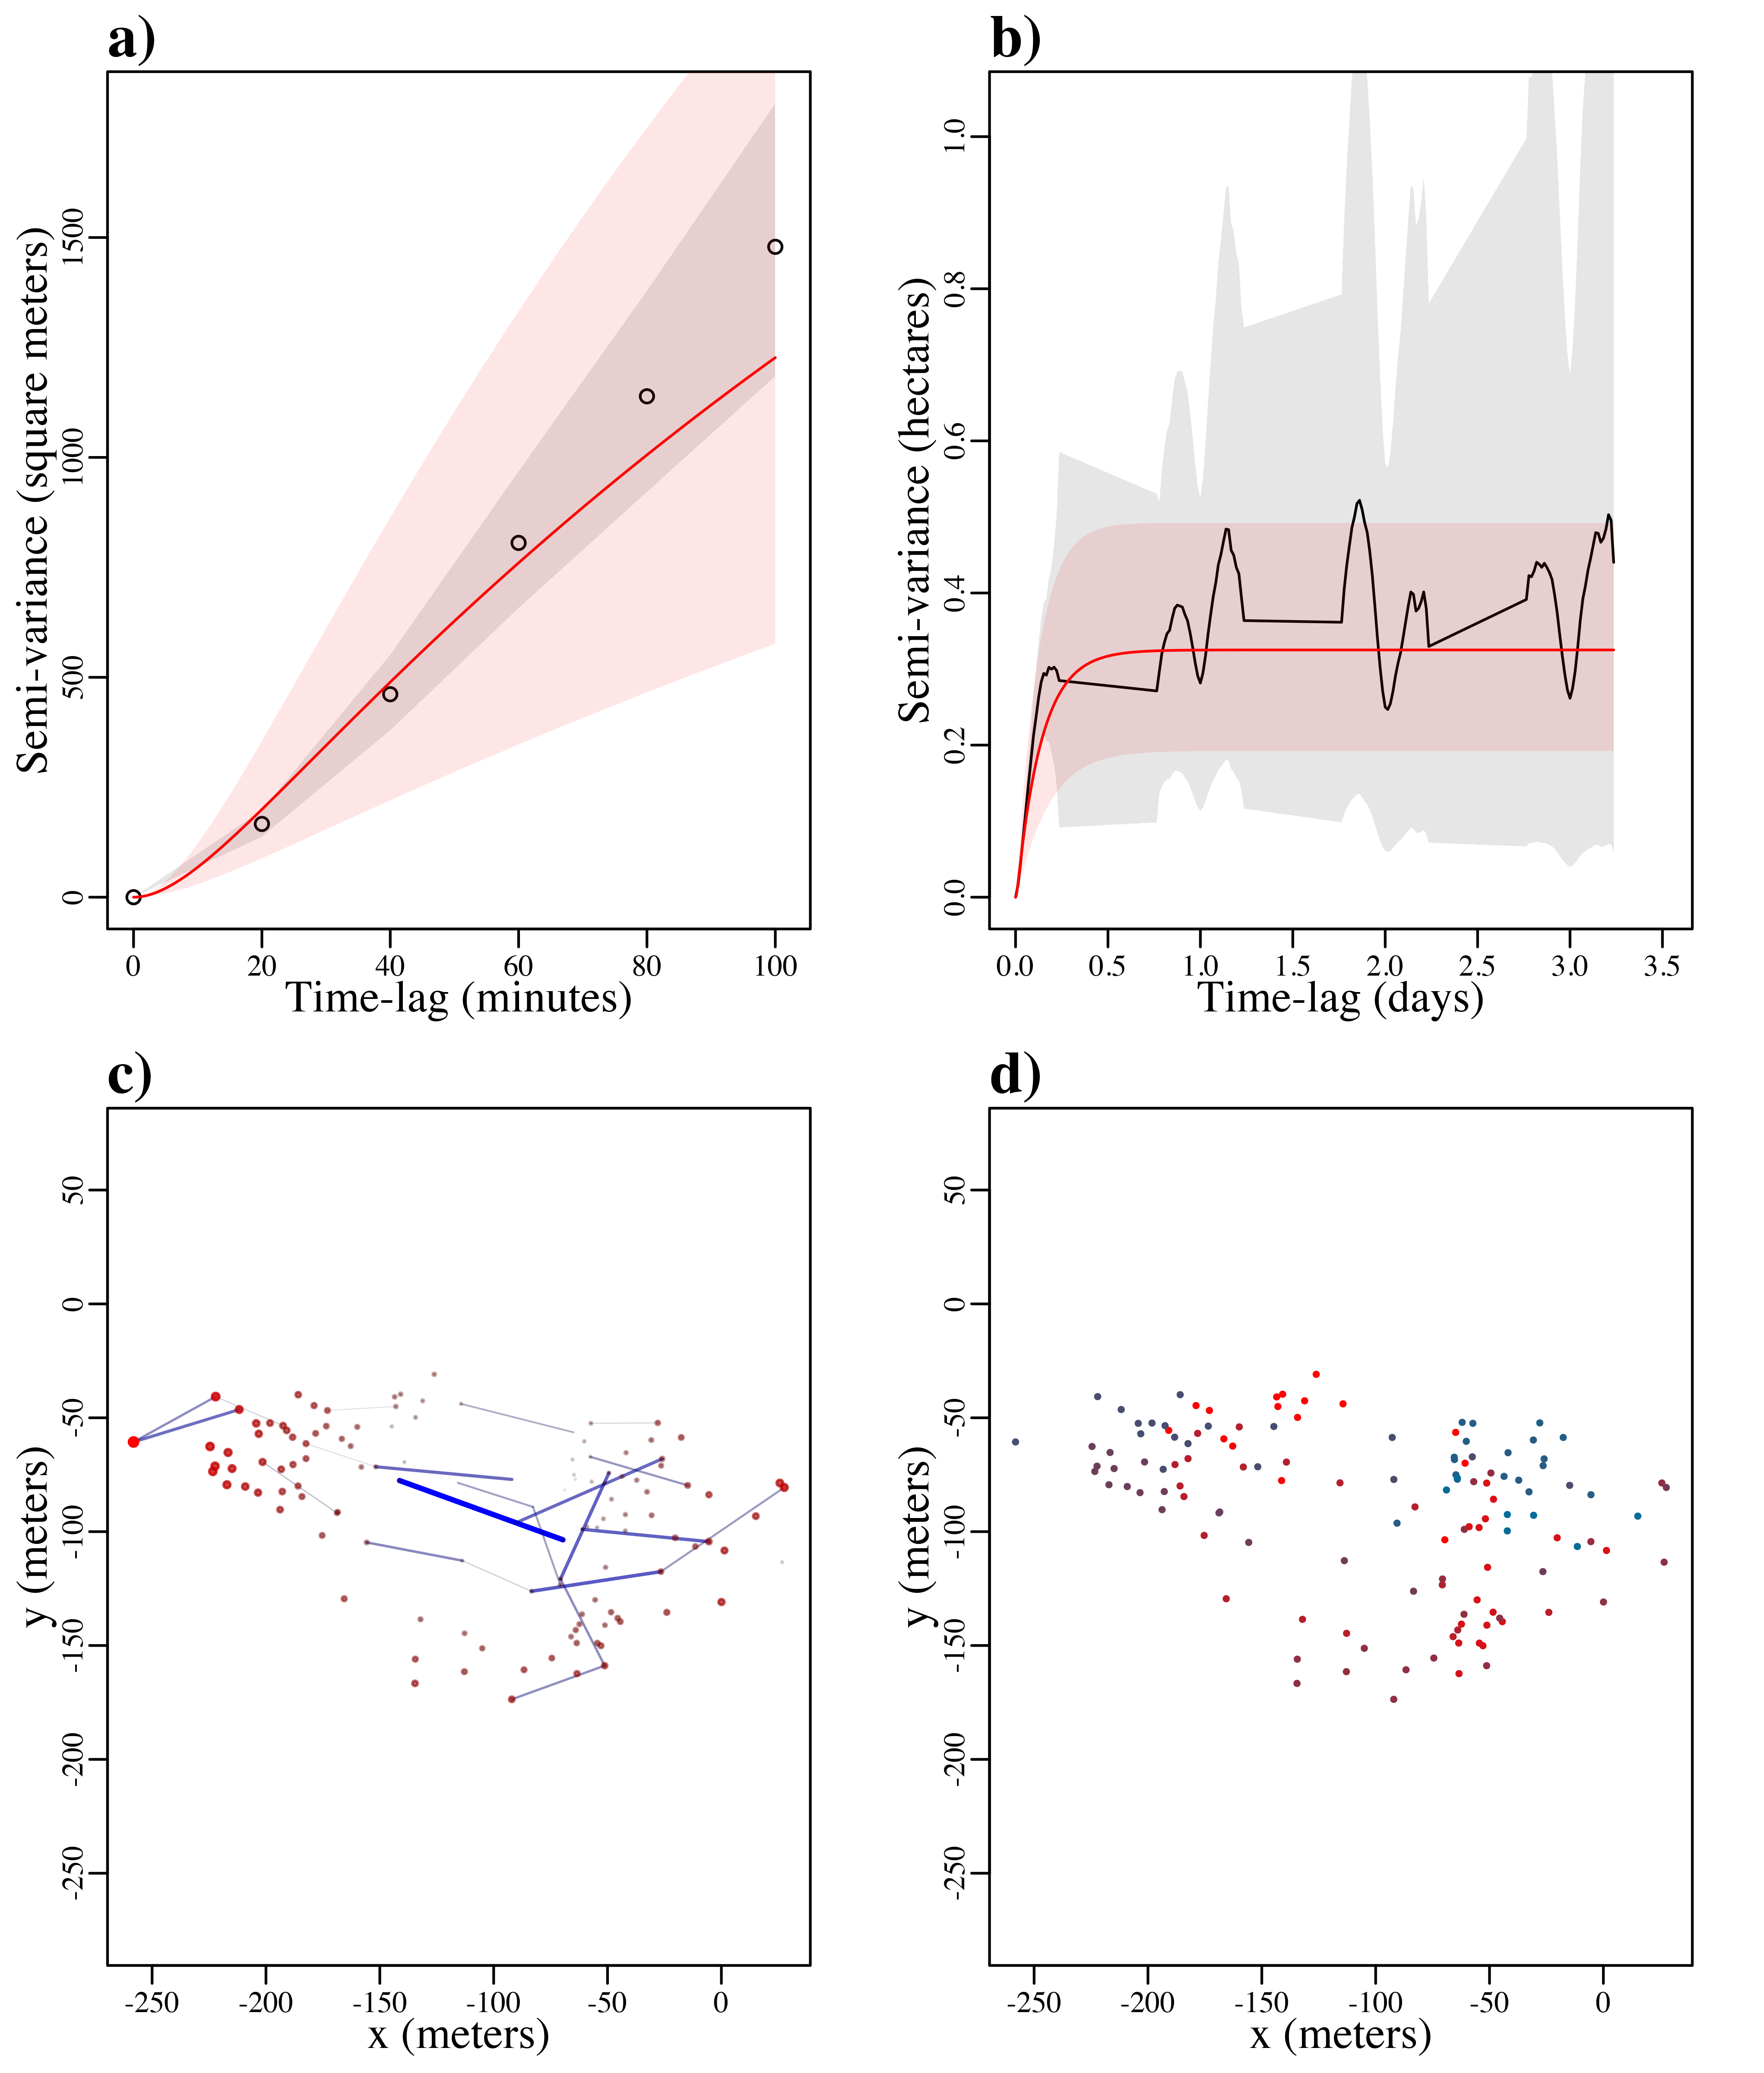 a)
Semi-variance (square meters)
0 500 1000 1500
0 20 40 60 80 100
Time-lag (minutes)
b)
Semi-variance (hectares)
0.0 0.2 0.4 0.6 0.8 1.0
0.0 0.5 1.0 1.5 2.0 2.5 3.0 3.5
Time-lag (days)
c)
y (meters)
-250 -200 -150 -100 -50 0 50
-250 -200 -150 -100 -50 0
x (meters)
d)
y (meters)
-250 -200 -150 -100 -50 0 50
-250 -200 -150 -100 -50 0
x (meters)